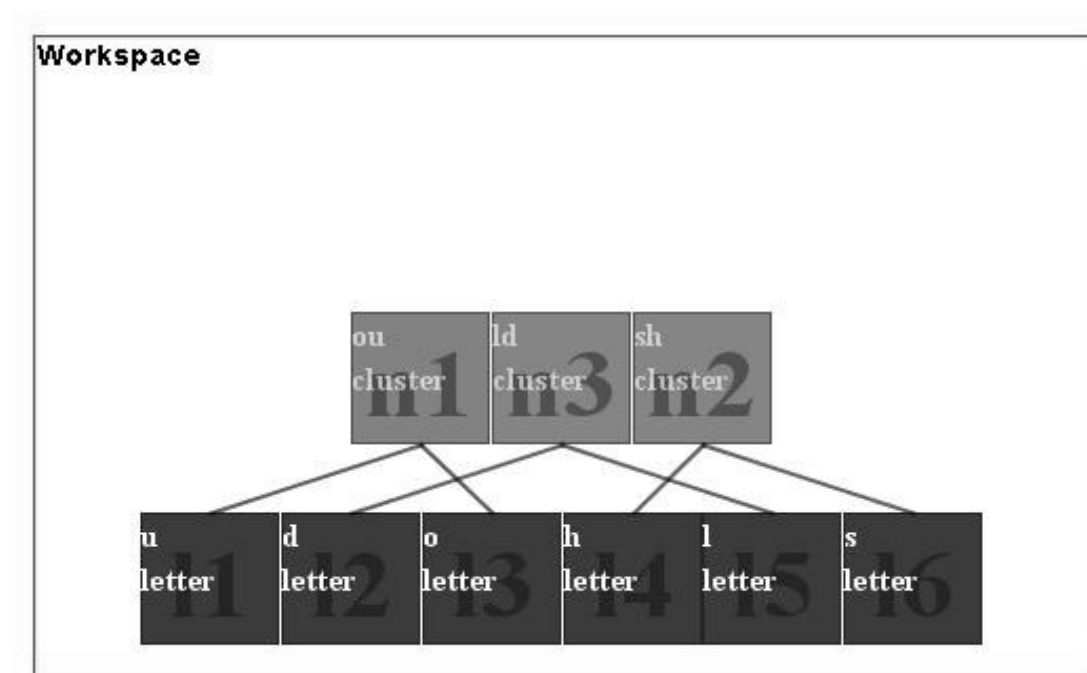 Workspace
ou ld sh
cluster cluster cluster
n1 n3 n2
u d o h l s
letter letter letter letter letter letter
l1 l2 l3 l4 l5 l6